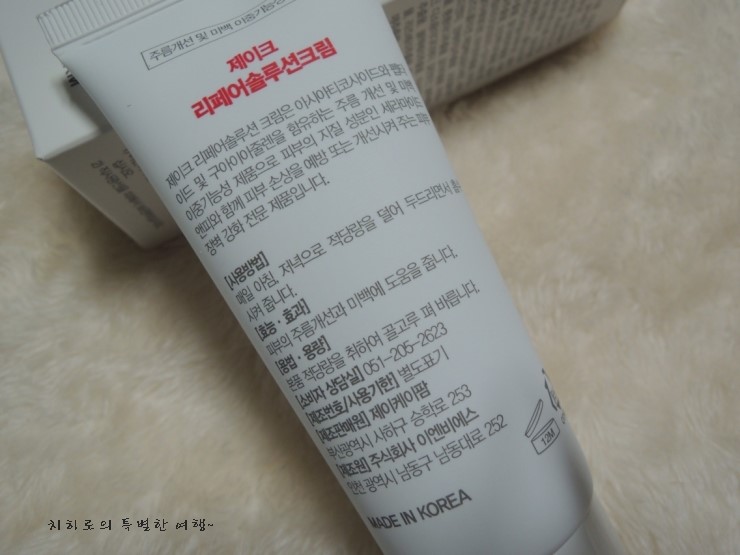 주름개선 및 미백 이중기능성
제이크
리페어솔루션크림
제이크 리페어솔루션 크림은 아시아티코사이드와
이드 및 구아이아줄렌을 함유하는 주름 개선 및 미백
이중기능성 제품으로 피부의 지질 성분인 세라마이드
엔피와 함께 피부 손상을 예방 또는 개선시켜 주는 피부
장벽 강화 전문 제품입니다.
[사용방법]
매일 아침, 저녁으로 적당량을 덜어 두드리면서
시켜 줍니다.
[효능·효과]
피부의 주름개선과 미백에 도움을 줍니다.
[용법·용량]
본품 적당량을 취하여 골고루 펴 바릅니다.
[소비자 상담실] 051-205-2623
[제조번호/사용기한] 별도표기
[제조판매원] 제이케이팜
부산광역시 사하구 승학로 253
[제조원] 주식회사 이엔비에스
인천 광역시 남동구 남동대로 252
MADE IN KOREA
12M
치히로의 특별한 여행~